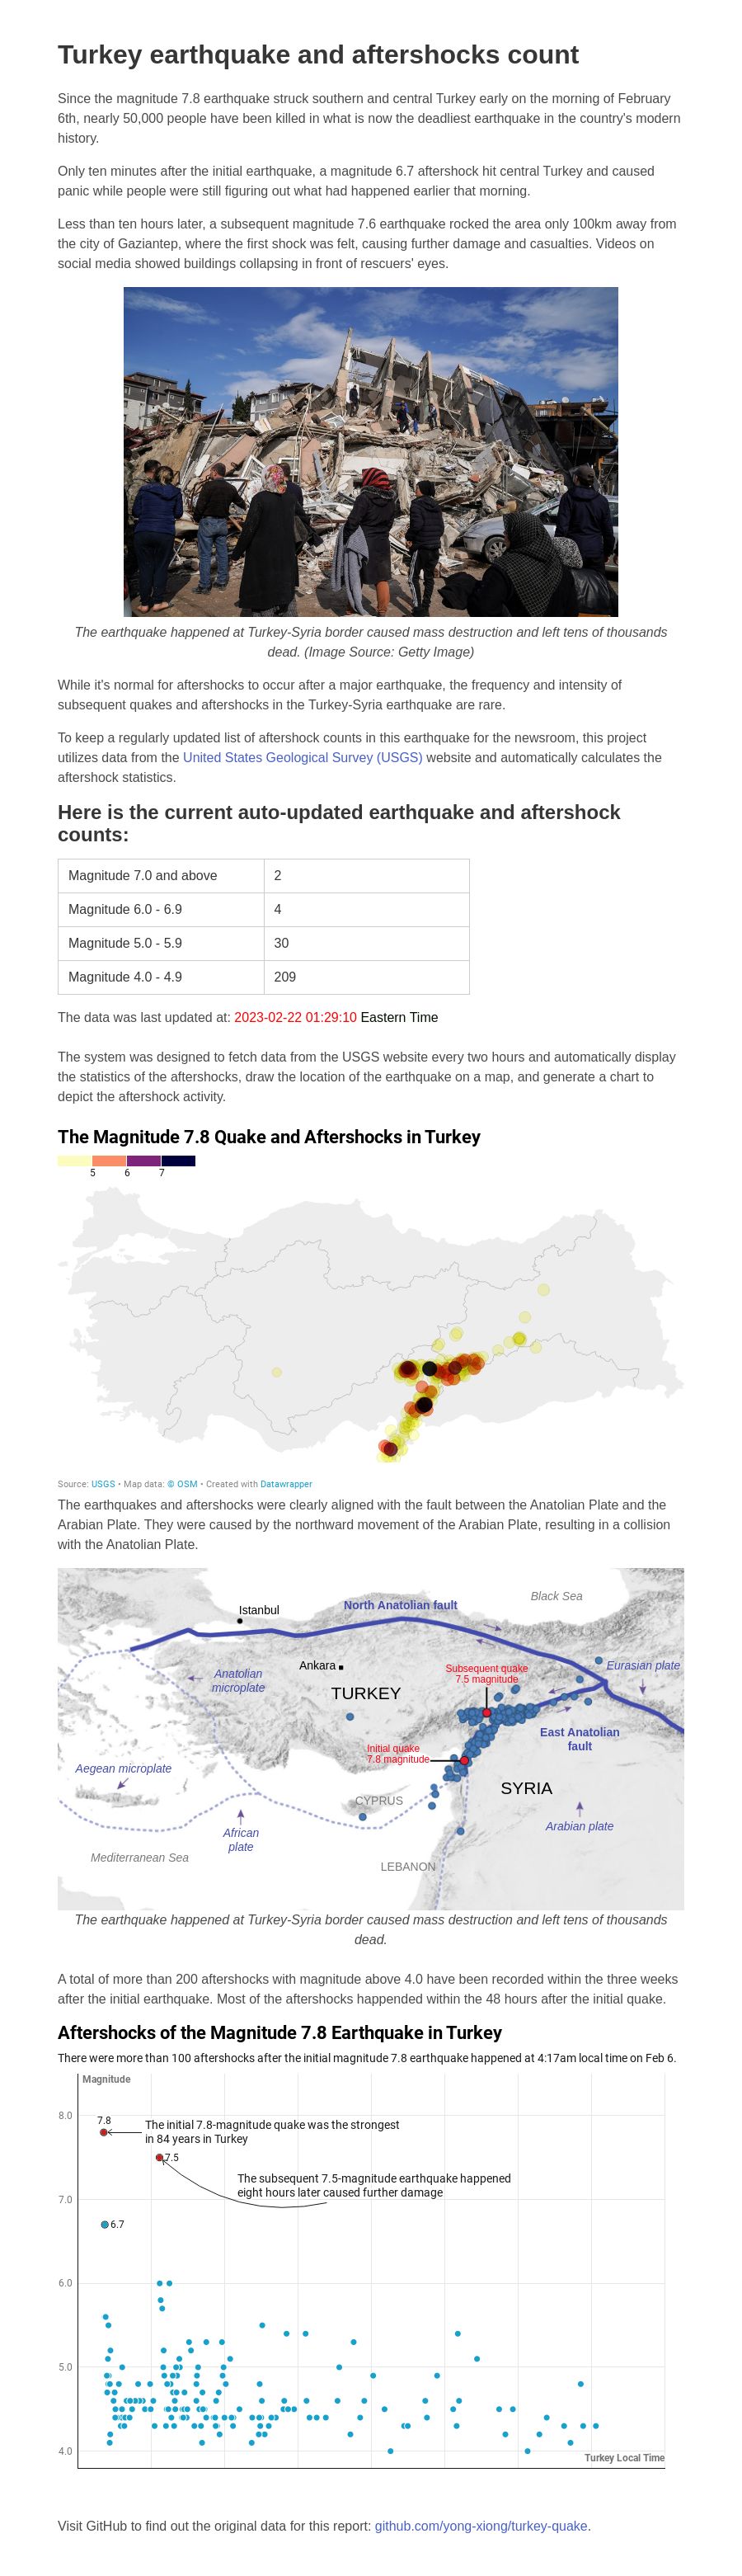 Turkey earthquake and aftershocks count
Since the magnitude 7.8 earthquake struck southern and central Turkey early on the morning of February
6th, nearly 50,000 people have been killed in what is now the deadliest earthquake in the country's modern
history.
Only ten minutes after the initial earthquake, a magnitude 6.7 aftershock hit central Turkey and caused
panic while people were still figuring out what had happened earlier that morning.
Less than ten hours later, a subsequent magnitude 7.6 earthquake rocked the area only 100km away from
the city of Gaziantep, where the first shock was felt, causing further damage and casualties. Videos on
social media showed buildings collapsing in front of rescuers' eyes.
The earthquake happened at Turkey-Syria border caused mass destruction and left tens of thousands
dead. (Image Source: Getty Image)
While it's normal for aftershocks to occur after a major earthquake, the frequency and intensity of
subsequent quakes and aftershocks in the Turkey-Syria earthquake are rare.
To keep a regularly updated list of aftershock counts in this earthquake for the newsroom, this project
utilizes data from the United States Geological Survey (USGS) website and automatically calculates the
aftershock statistics.
Here is the current auto-updated earthquake and aftershock
counts:
Magnitude 7.0 and above 2
Magnitude 6.0 - 6.9 4
Magnitude 5.0 - 5.9 30
Magnitude 4.0 - 4.9 209
The data was last updated at: 2023-02-22 01:29:10 Eastern Time
The system was designed to fetch data from the USGS website every two hours and automatically display
the statistics of the aftershocks, draw the location of the earthquake on a map, and generate a chart to
depict the aftershock activity.
The Magnitude 7.8 Quake and Aftershocks in Turkey
5 6 7
Source: USGS • Map data: © OSM • Created with Datawrapper
The earthquakes and aftershocks were clearly aligned with the fault between the Anatolian Plate and the
Arabian Plate. They were caused by the northward movement of the Arabian Plate, resulting in a collision
with the Anatolian Plate.
Black Sea
North Anatolian fault
Istanbul
Ankara
Eurasian plate
Subsequent quake
7.5 magnitude
Anatolian
microplate
TURKEY
East Anatolian
fault
Initial quake
7.8 magnitude
Aegean microplate
SYRIA
CYPRUS
Arabian plate
African
plate
Mediterranean Sea
LEBANON
The earthquake happened at Turkey-Syria border caused mass destruction and left tens of thousands
dead.
A total of more than 200 aftershocks with magnitude above 4.0 have been recorded within the three weeks
after the initial earthquake. Most of the aftershocks happened within the 48 hours after the initial quake.
Aftershocks of the Magnitude 7.8 Earthquake in Turkey
There were more than 100 aftershocks after the initial magnitude 7.8 earthquake happened at 4:17am local time on Feb 6.
Magnitude
8.0
7.8
The initial 7.8-magnitude quake was the strongest
in 84 years in Turkey
7.5
The subsequent 7.5-magnitude earthquake happened
eight hours later caused further damage
7.0
6.7
6.0
5.0
4.0
Turkey Local Time
Visit GitHub to find out the original data for this report: github.com/yong-xiong/turkey-quake.